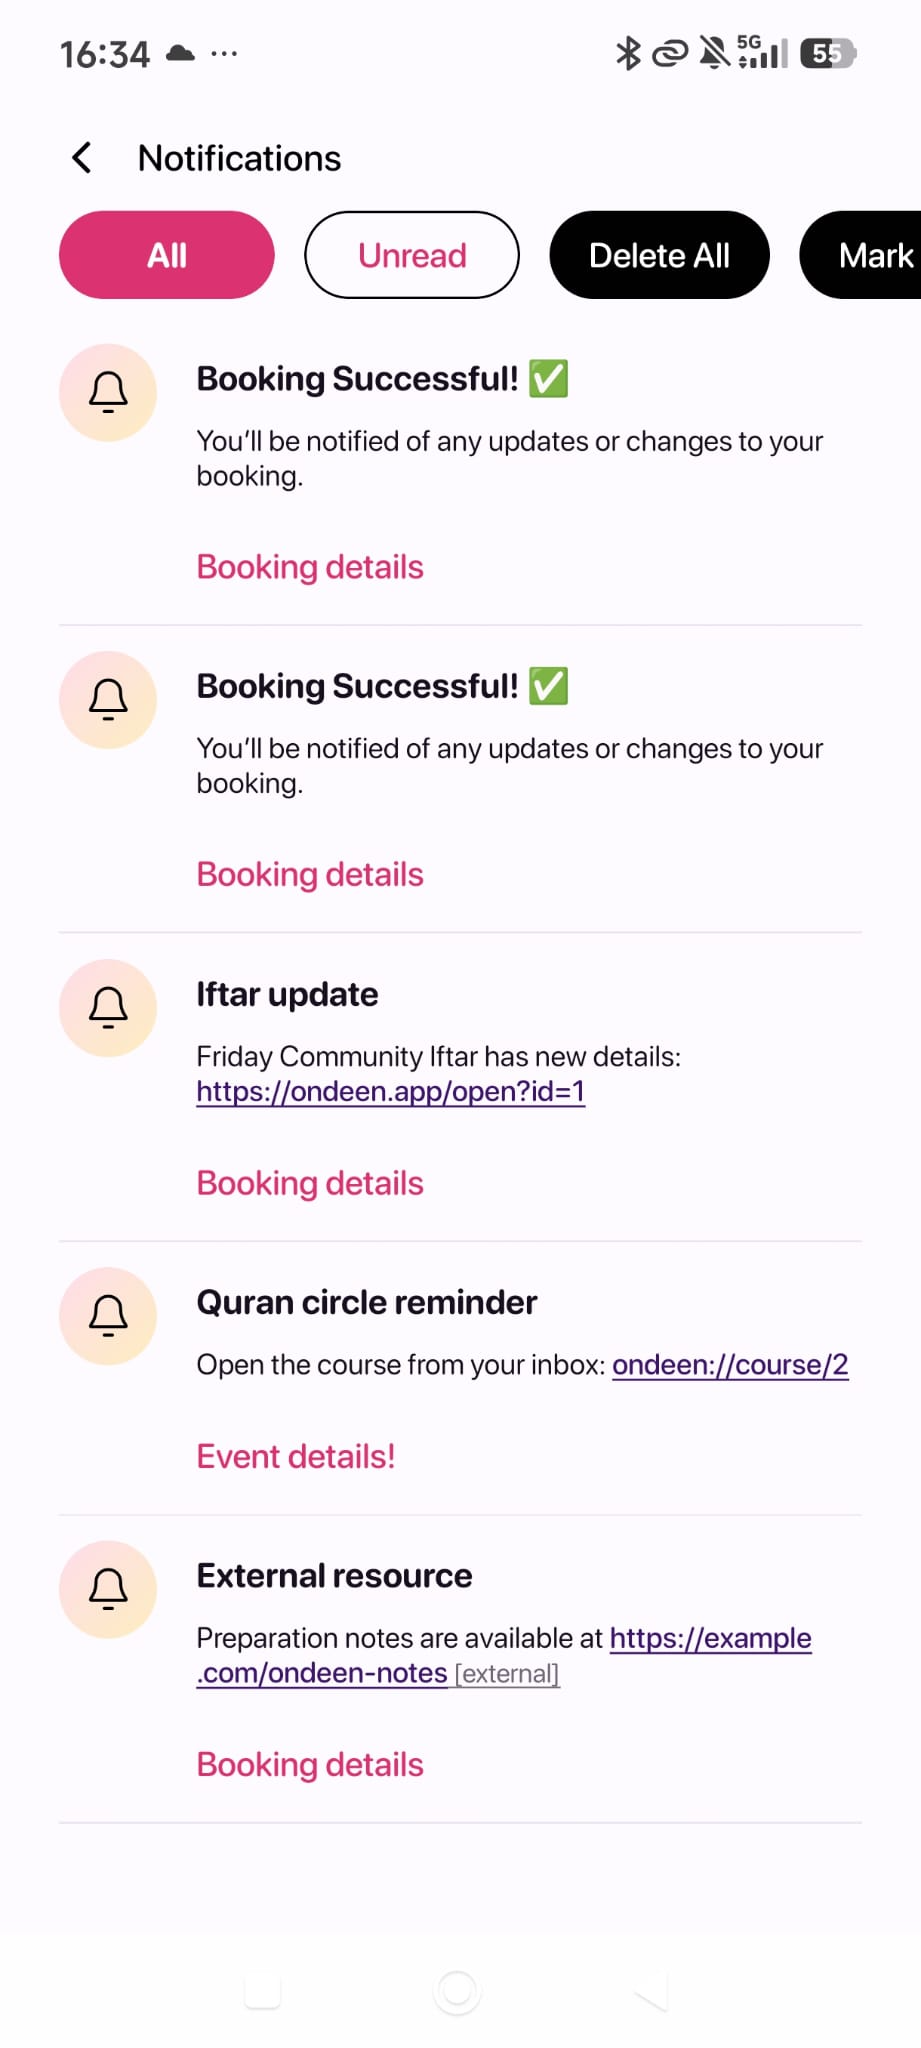 16:34
5G
55
Notifications
All
Unread
Delete All
Mark
Booking Successful! ✅
You'll be notified of any updates or changes to your
booking.
Booking details
Booking Successful! ✅
You'll be notified of any updates or changes to your
booking.
Booking details
Iftar update
Friday Community Iftar has new details:
https://ondeen.app/open?id=1
Booking details
Quran circle reminder
Open the course from your inbox: ondeen://course/2
Event details!
External resource
Preparation notes are available at https://example
.com/ondeen-notes [external]
Booking details